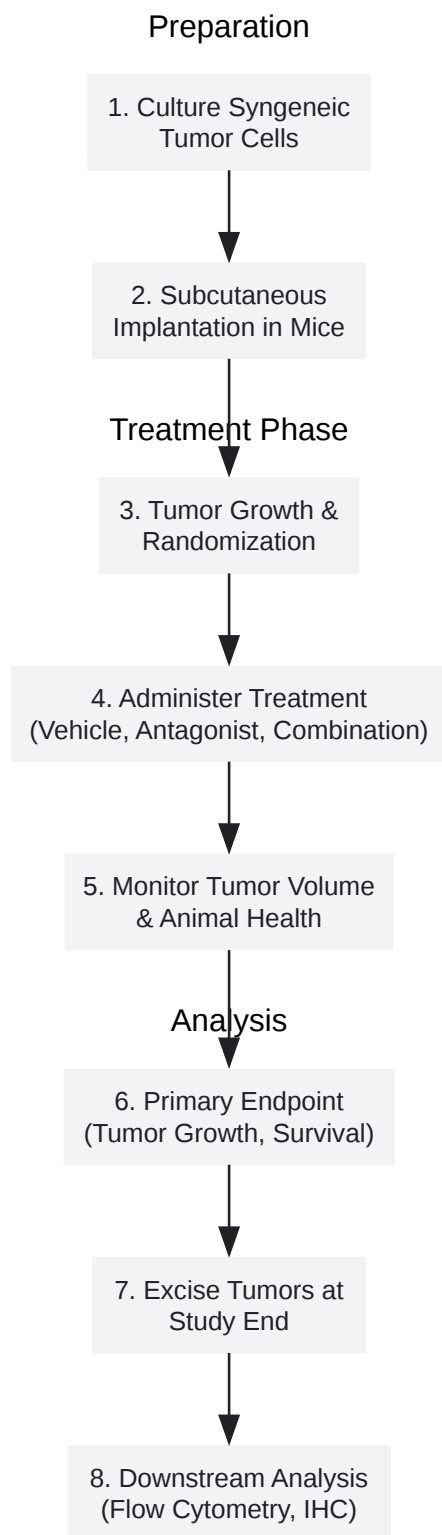 Preparation
1. Culture Syngeneic
Tumor Cells
2. Subcutaneous
Implantation in Mice
Treatment Phase
3. Tumor Growth &
Randomization
4. Administer Treatment
(Vehicle, Antagonist, Combination)
5. Monitor Tumor Volume
& Animal Health
Analysis
6. Primary Endpoint
(Tumor Growth, Survival)
7. Excise Tumors at
Study End
8. Downstream Analysis
(Flow Cytometry, IHC)